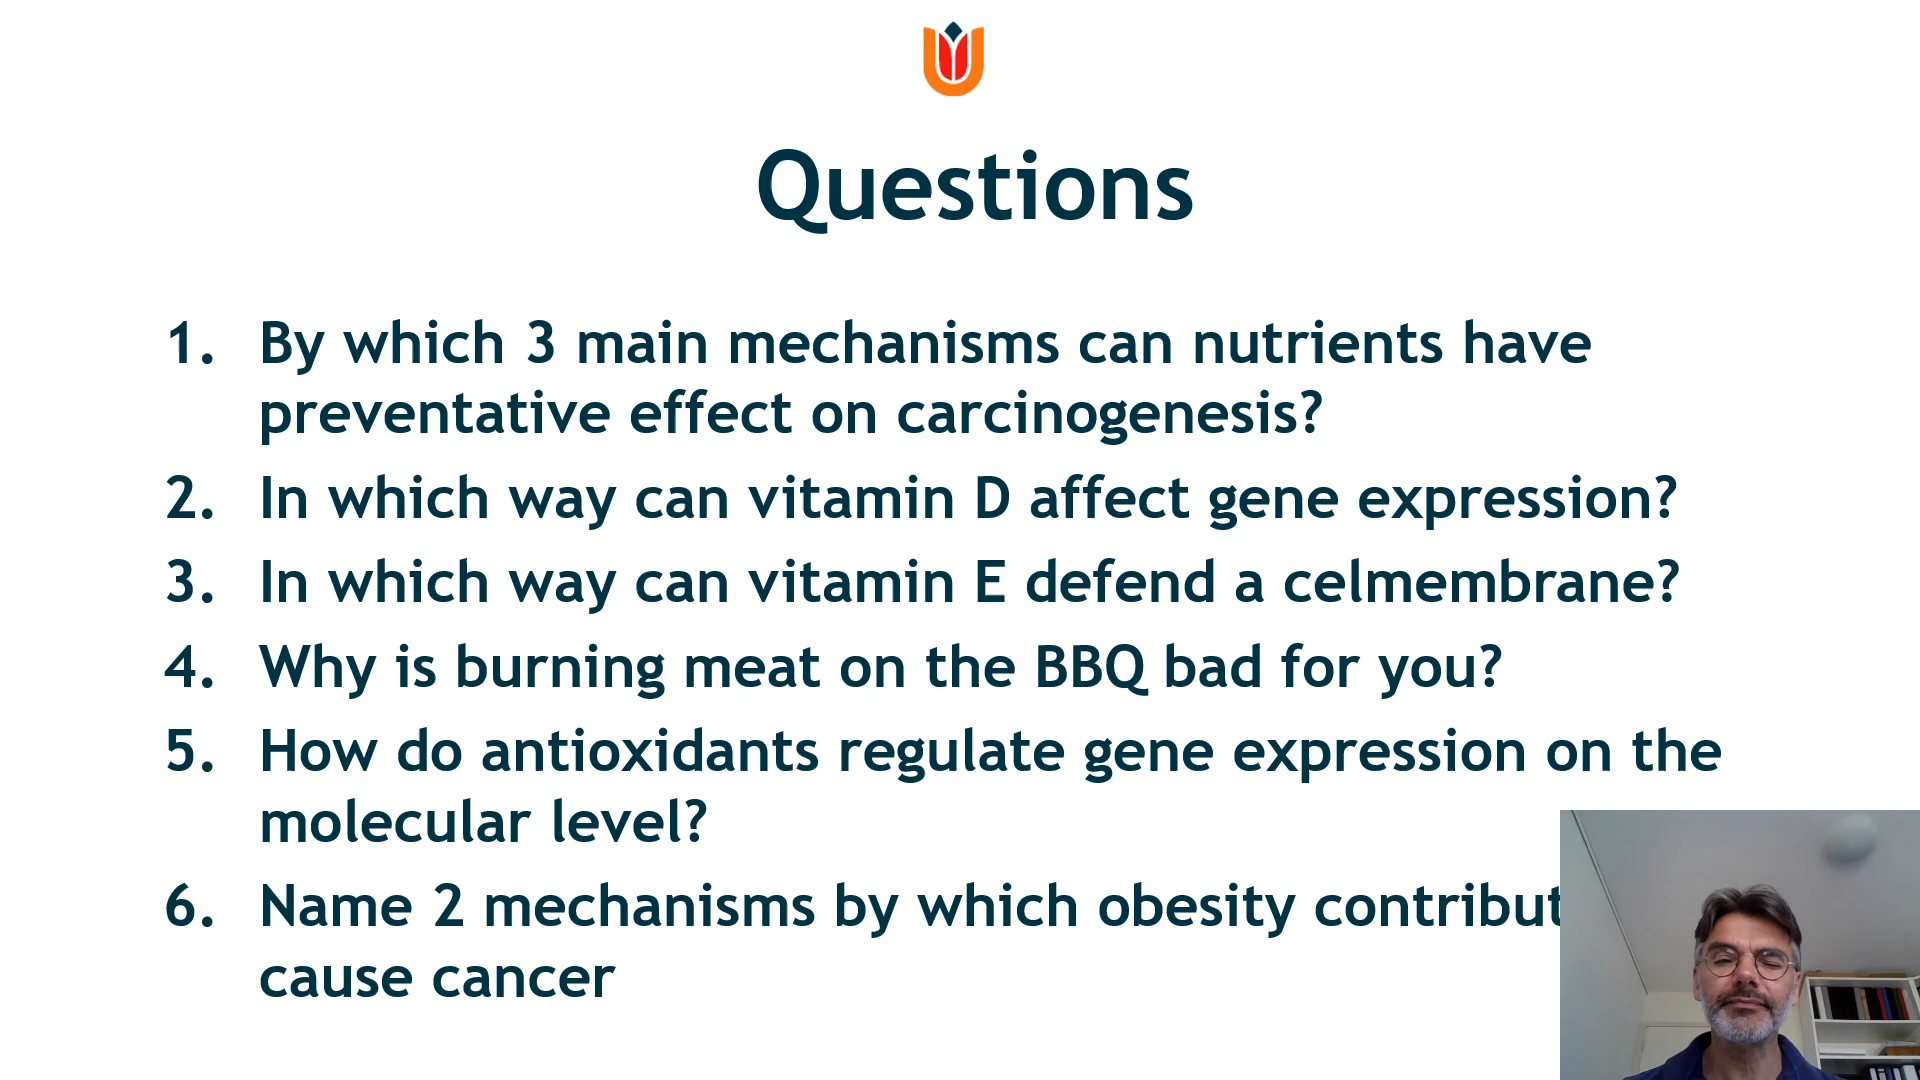 Questions
1. By which 3 main mechanisms can nutrients have
preventative effect on carcinogenesis?
2. In which way can vitamin D affect gene expression?
3. In which way can vitamin E defend a celmembrane?
4. Why is burning meat on the BBQ bad for you?
5. How do antioxidants regulate gene expression on the
molecular level?
6. Name 2 mechanisms by which obesity contribut
cause cancer